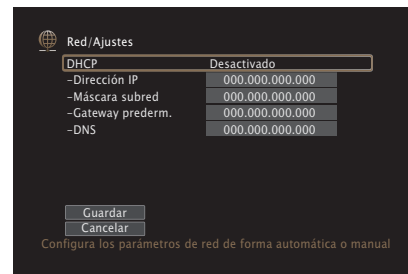 Red/Ajustes
DHCP Desactivado
–Dirección IP 000.000.000.000
–Máscara subred 000.000.000.000
–Gateway prederm. 000.000.000.000
–DNS 000.000.000.000
Guardar
Cancelar
Configura los parámetros de red de forma automática o manual